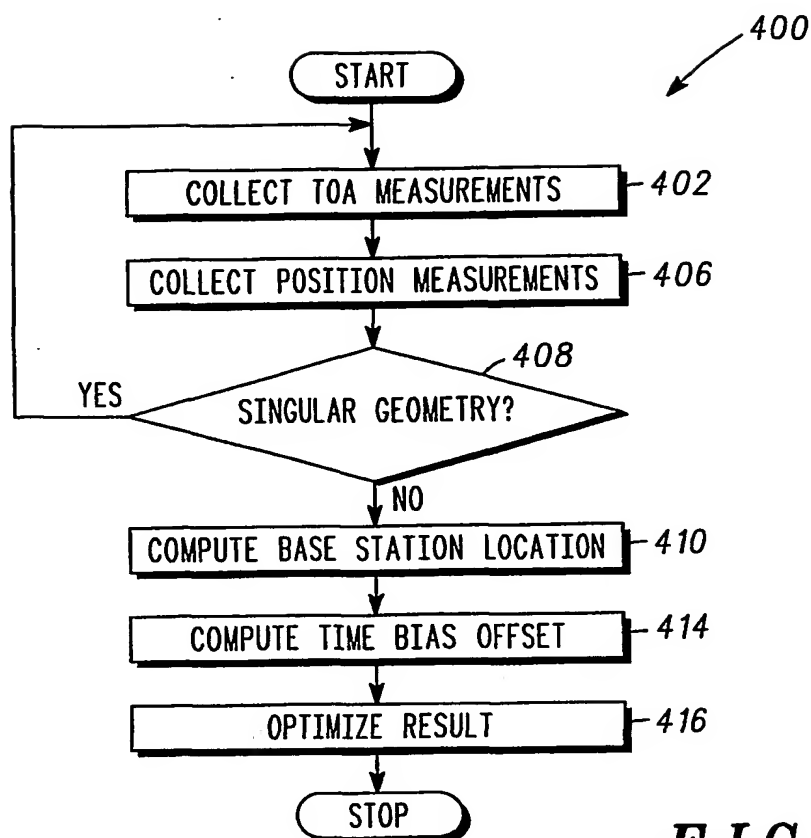 400
START
COLLECT TOA MEASUREMENTS 402
COLLECT POSITION MEASUREMENTS 406
408
YES
SINGULAR GEOMETRY?
NO
COMPUTE BASE STATION LOCATION 410
COMPUTE TIME BIAS OFFSET 414
OPTIMIZE RESULT 416
STOP